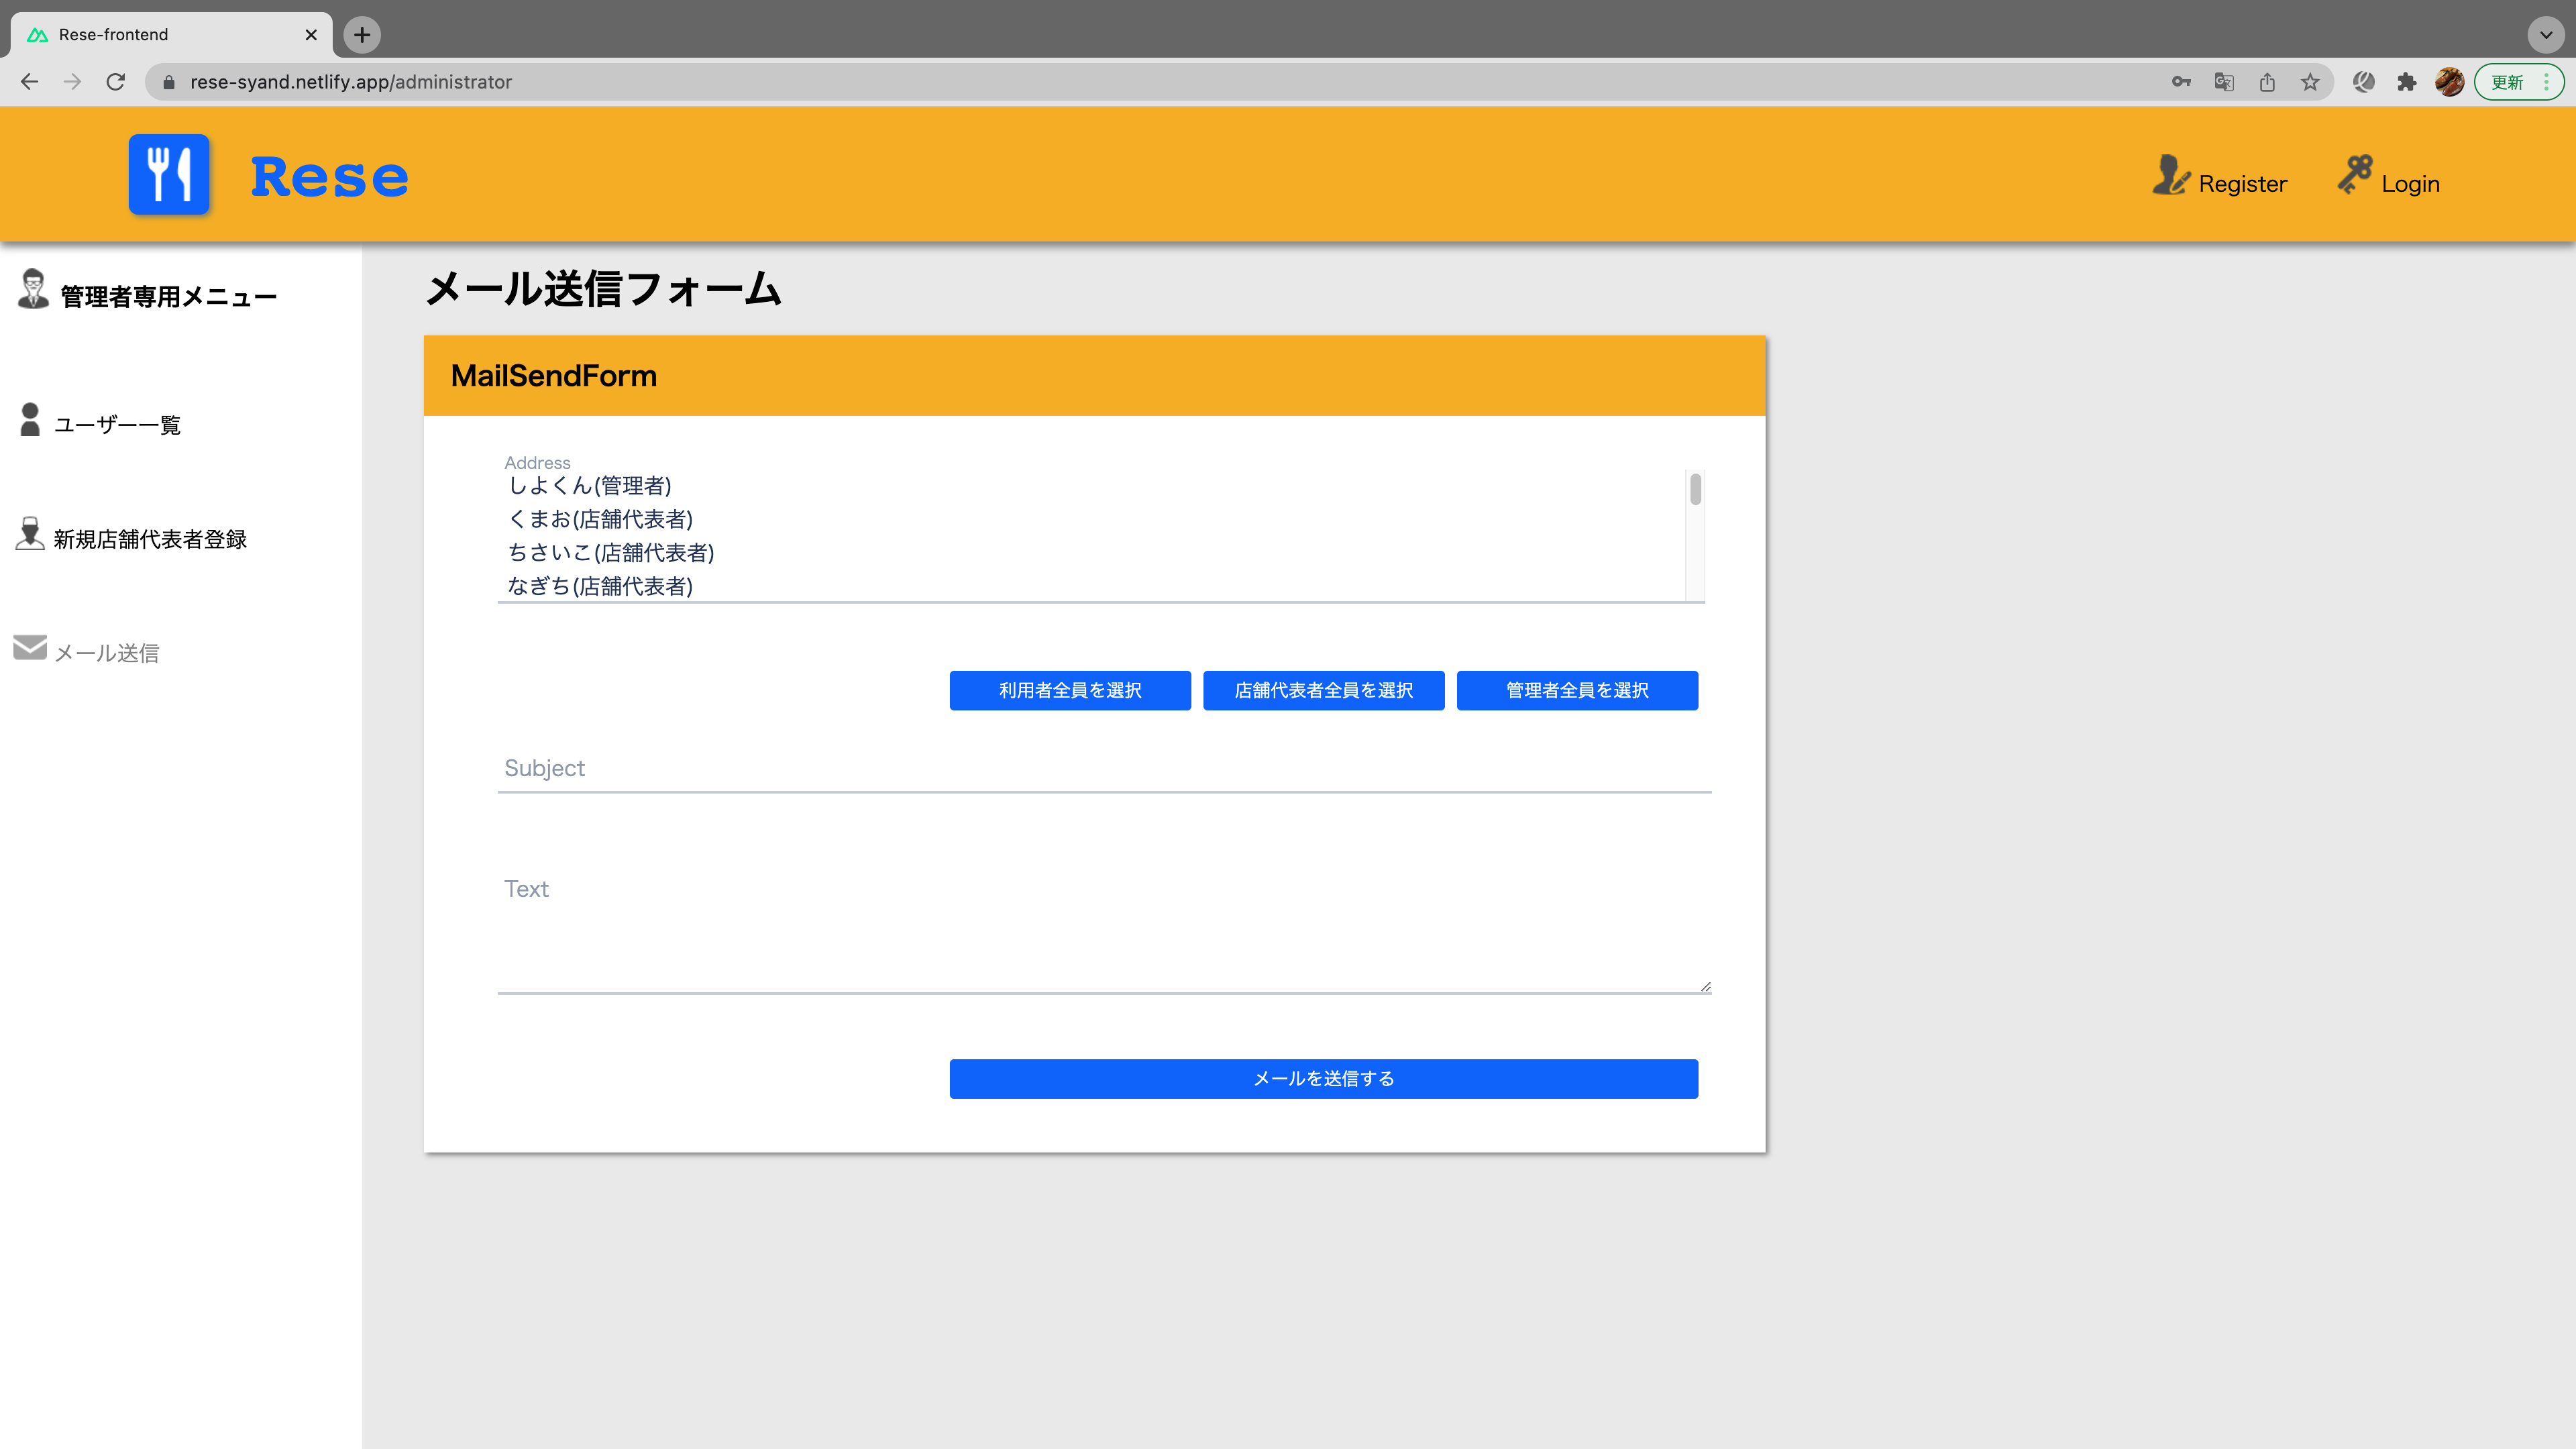 Rese-frontend
rese-syand.netlify.app/administrator
更新
Rese
Register
Login
管理者専用メニュー
ユーザー一覧
新規店舗代表者登録
メール送信
メール送信フォーム
MailSendForm
Address
しよくん(管理者)
くまお(店舗代表者)
ちさいこ(店舗代表者)
なぎち(店舗代表者)
利用者全員を選択
店舗代表者全員を選択
管理者全員を選択
Subject
Text
メールを送信する